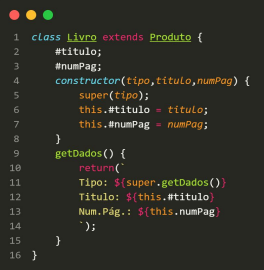 1 class Livro extends Produto {
2 #titulo;
3 #numPag;
4 constructor(tipo,titulo,numPag) {
5 super(tipo);
6 this.#titulo = titulo;
7 this.#numPag = numPag;
8 }
9 getDados() {
10 return(`
11 Tipo: ${super.getDados()}
12 Titulo: ${this.#titulo}
13 Num.Pág.: ${this.numPag}
14 `);
15 }
16 }